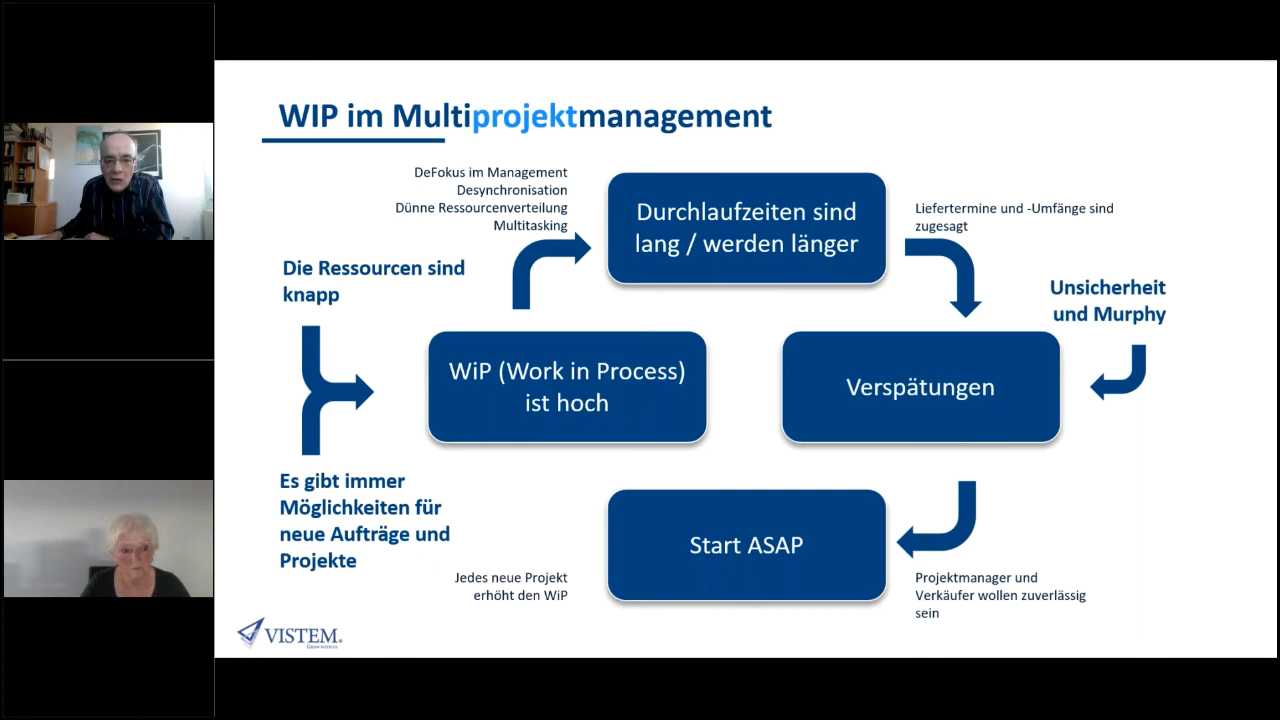 WIP im Multiprojektmanagement
DeFokus im Management
Desynchronisation
Dünne Ressourcenverteilung
Multitasking
Durchlaufzeiten sind
lang / werden länger
Liefertermine und -Umfänge sind
zugesagt
Die Ressourcen sind
knapp
Unsicherheit
und Murphy
WiP (Work in Process)
ist hoch
Verspätungen
Es gibt immer
Möglichkeiten für
neue Aufträge und
Projekte
Start ASAP
Jedes neue Projekt
erhöht den WiP
Projektmanager und
Verkäufer wollen zuverlässig
sein
VISTEM®
GROW WITH US